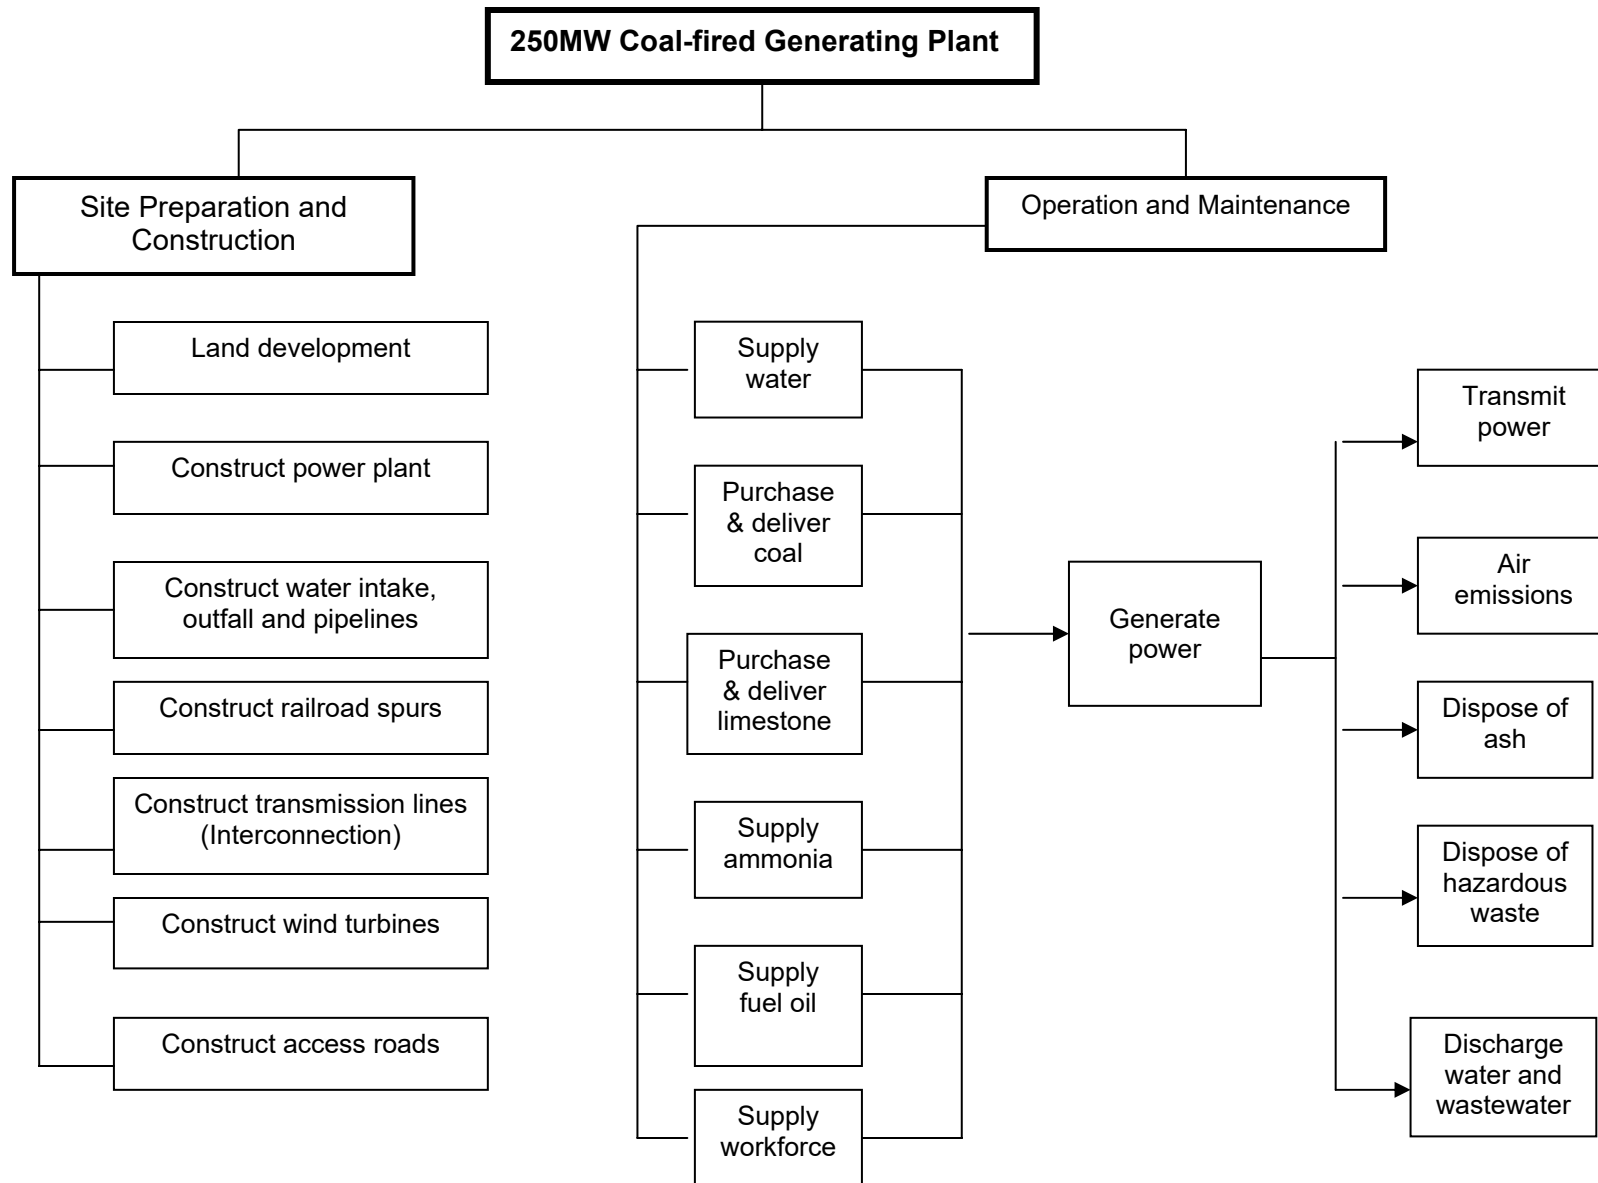 250MW Coal-fired Generating Plant
Site Preparation and
Construction
Operation and Maintenance
Land development
Construct power plant
Construct water intake,
outfall and pipelines
Construct railroad spurs
Construct transmission lines
(Interconnection)
Construct wind turbines
Construct access roads
Supply
water
Purchase
& deliver
coal
Purchase
& deliver
limestone
Supply
ammonia
Supply
fuel oil
Supply
workforce
Generate
power
Transmit
power
Air
emissions
Dispose of
ash
Dispose of
hazardous
waste
Discharge
water and
wastewater